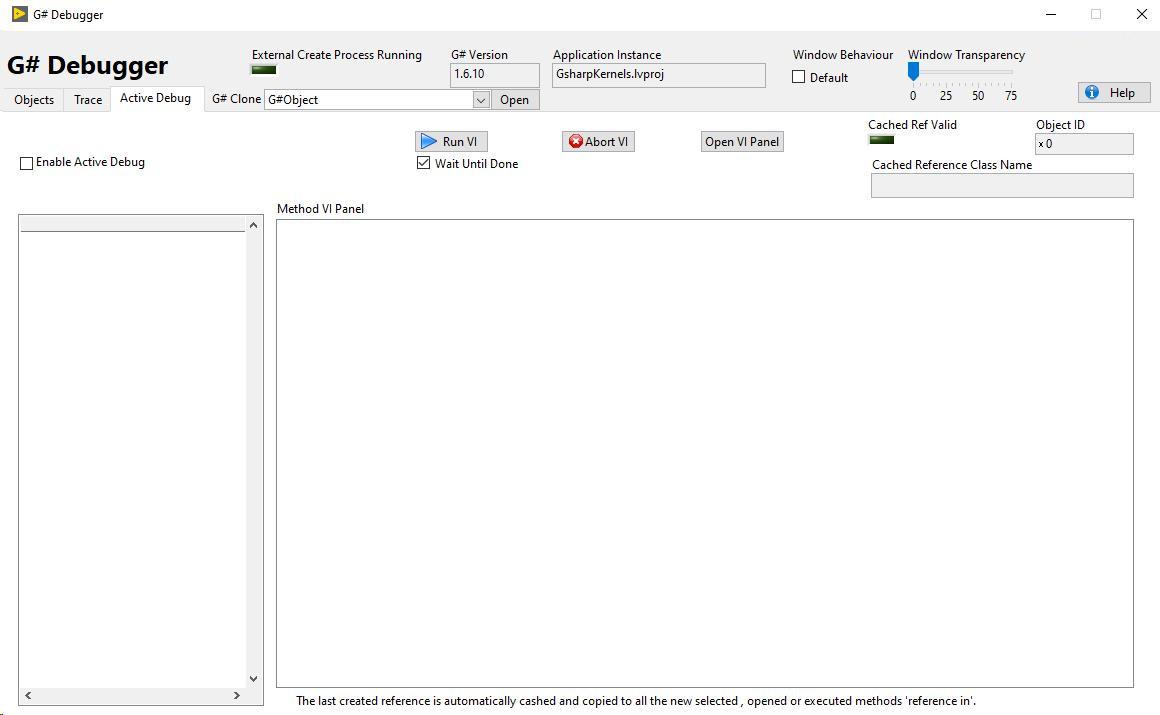 G# Debugger
G# Debugger
External Create Process Running
G# Version
1.6.10
Application Instance
GsharpKernels.lvproj
Window Behaviour
Default
Window Transparency
0 25 50 75
Help
Objects
Trace
Active Debug
G# Clone
G#Object
Open
Enable Active Debug
Run VI
Wait Until Done
Abort VI
Open VI Panel
Cached Ref Valid
Object ID
x 0
Cached Reference Class Name
Method VI Panel
The last created reference is automatically cashed and copied to all the new selected , opened or executed methods 'reference in'.